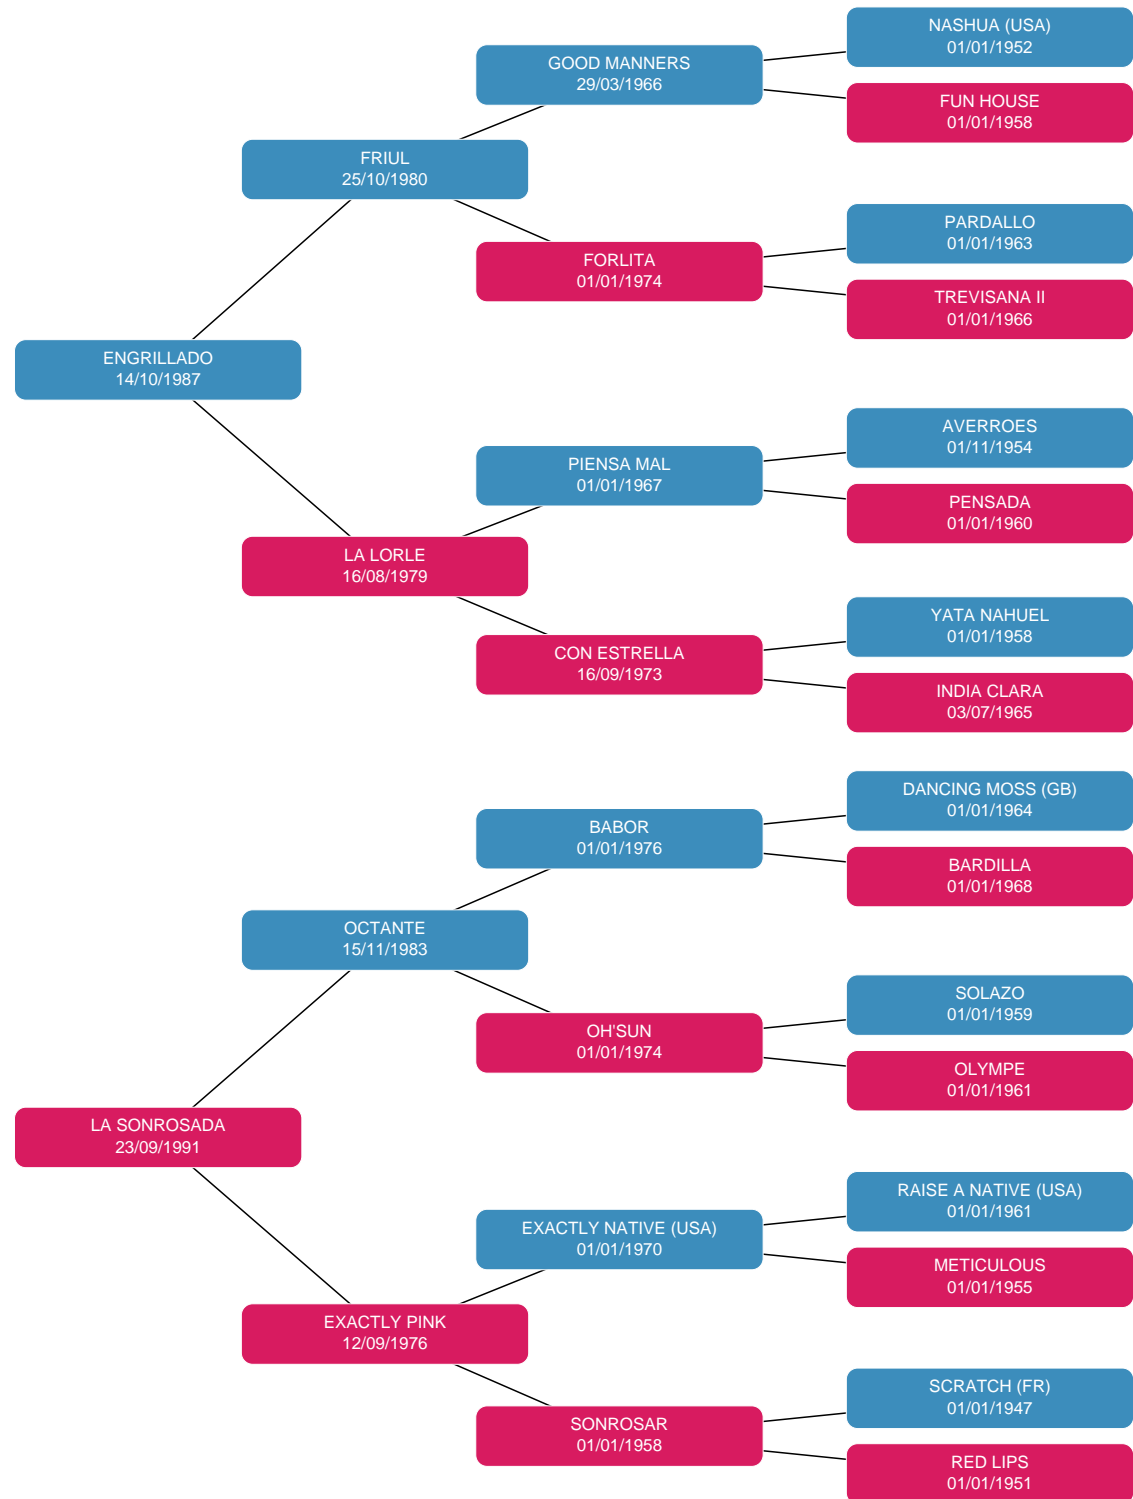 NASHUA (USA)
01/01/1952
GOOD MANNERS
29/03/1966
FUN HOUSE
01/01/1958
FRIUL
25/10/1980
PARDALLO
01/01/1963
FORLITA
01/01/1974
TREVISANA II
01/01/1966
ENGRILLADO
14/10/1987
AVERROES
01/11/1954
PIENSA MAL
01/01/1967
PENSADA
01/01/1960
LA LORLE
16/08/1979
YATA NAHUEL
01/01/1958
CON ESTRELLA
16/09/1973
INDIA CLARA
03/07/1965
DANCING MOSS (GB)
01/01/1964
BABOR
01/01/1976
BARDILLA
01/01/1968
OCTANTE
15/11/1983
SOLAZO
01/01/1959
OH'SUN
01/01/1974
OLYMPE
01/01/1961
LA SONROSADA
23/09/1991
RAISE A NATIVE (USA)
01/01/1961
EXACTLY NATIVE (USA)
01/01/1970
METICULOUS
01/01/1955
EXACTLY PINK
12/09/1976
SCRATCH (FR)
01/01/1947
SONROSAR
01/01/1958
RED LIPS
01/01/1951